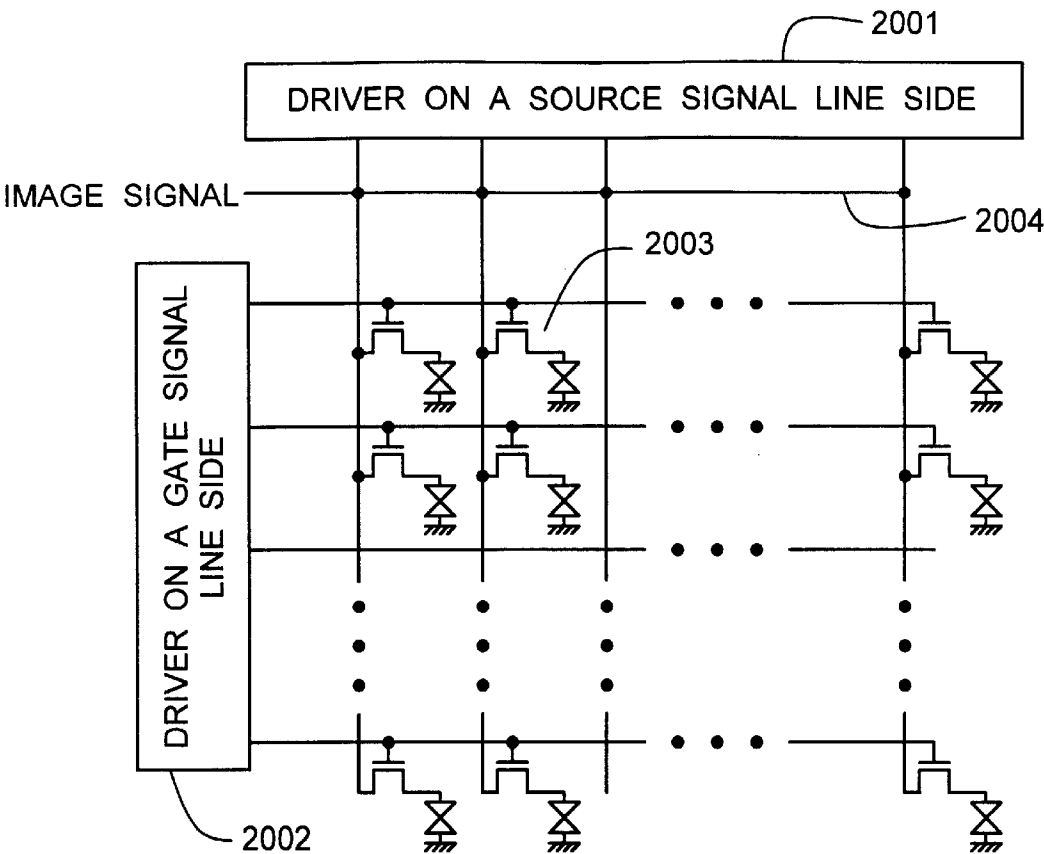 2001
DRIVER ON A SOURCE SIGNAL LINE SIDE
IMAGE SIGNAL
2004
2003
DRIVER ON A GATE SIGNAL
LINE SIDE
2002